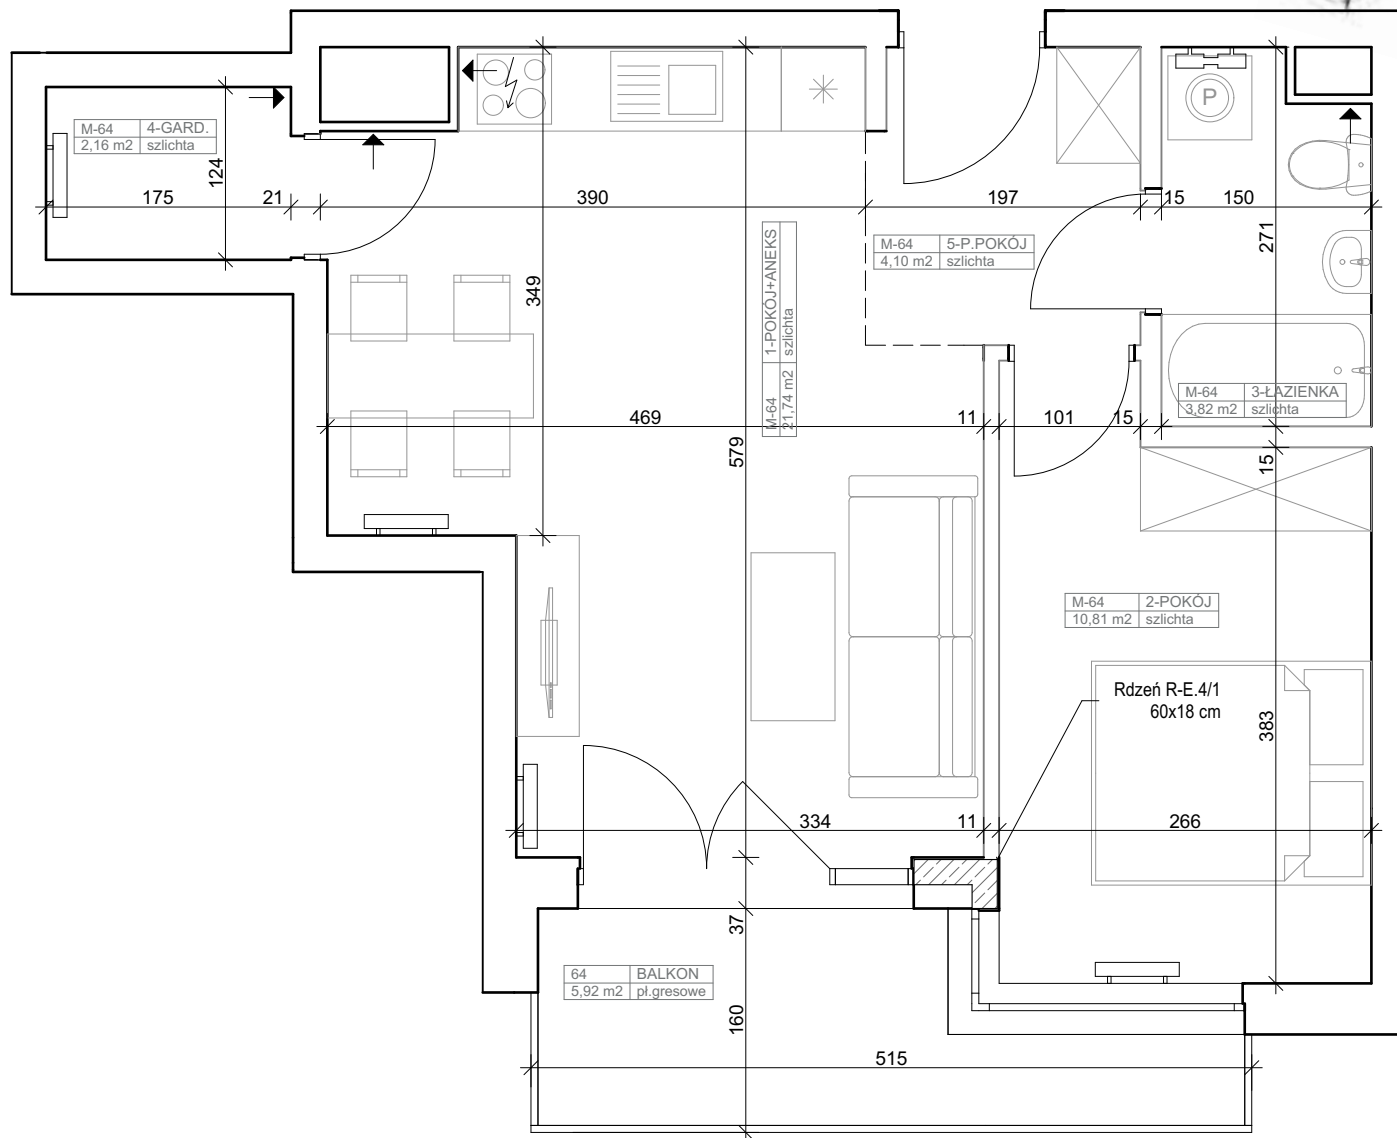 M-64 4-GARD.
2,16 m2 szlichta
124
175
21
390
197
15
150
P
271
M-64 5-P.POKÓJ
4,10 m2 szlichta
349
M-64 1-POKÓJ+ANEKS
21,74 m2 szlichta
M-64 3-ŁAZIENKA
3,82 m2 szlichta
469
11
101
15
579
15
M-64 2-POKÓJ
10,81 m2 szlichta
Rdzeń R-E.4/1
60x18 cm
383
334
11
266
37
64 BALKON
5,92 m2 pł.gresowe
160
515